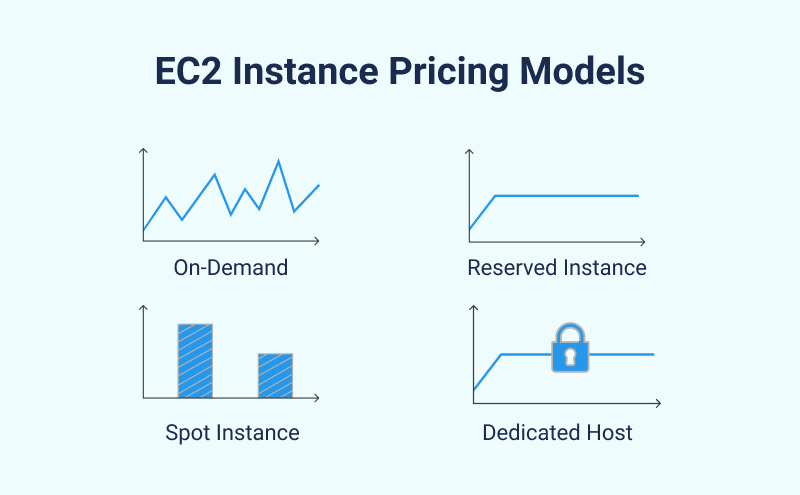 EC2 Instance Pricing Models
On-Demand
Reserved Instance
Spot Instance
Dedicated Host